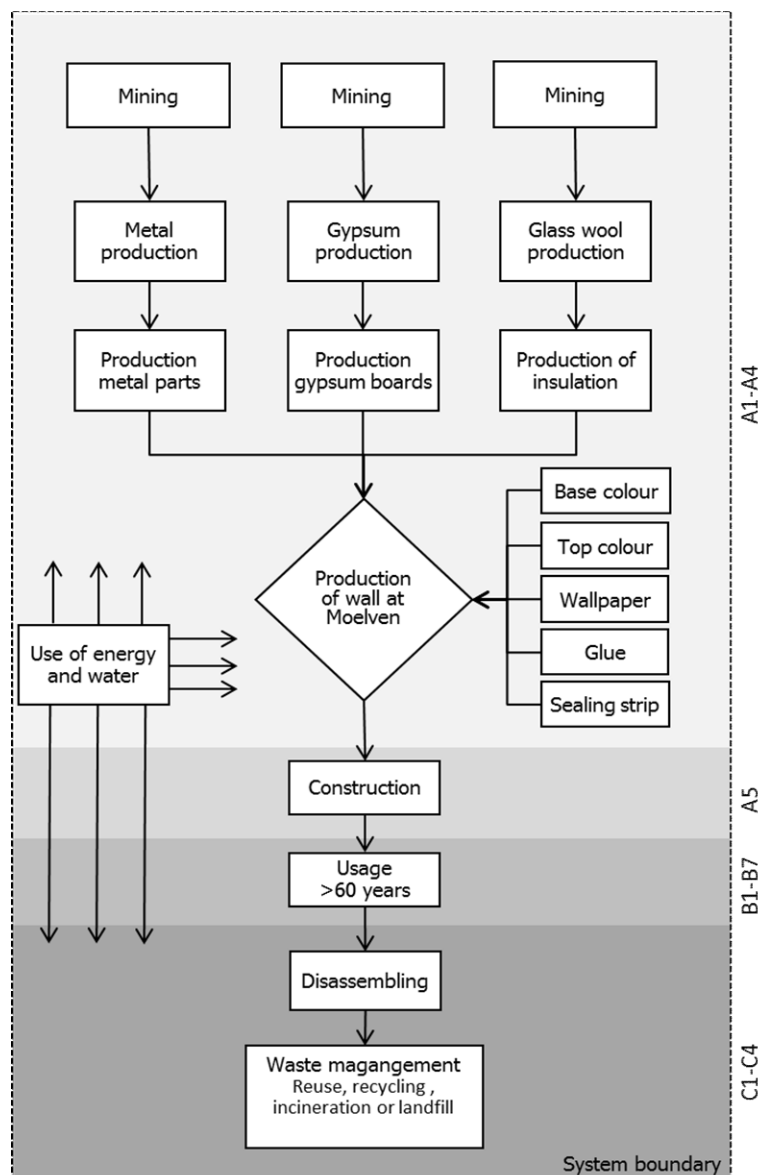 Mining
Mining
Mining
Metal
production
Gypsum
production
Glass wool
production
Production
metal parts
Production
gypsum boards
Production of
insulation
A1-A4
Base colour
Top colour
Wallpaper
Glue
Sealing strip
Production
of wall at
Moelven
Use of energy
and water
Construction
A5
Usage
>60 years
B1-B7
Disassembling
Waste magangement
Reuse, recycling ,
incineration or landfill
C1-C4
System boundary